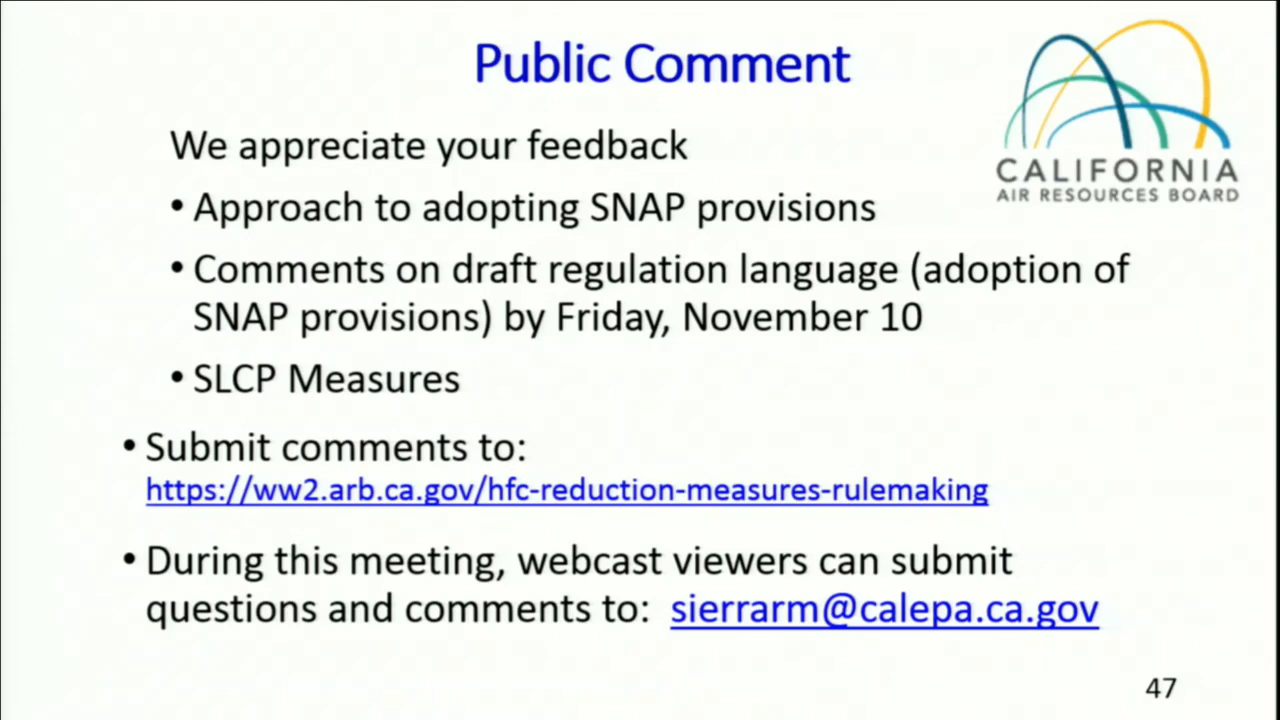 Public Comment
CALIFORNIA
AIR RESOURCES BOARD
We appreciate your feedback
• Approach to adopting SNAP provisions
• Comments on draft regulation language (adoption of
SNAP provisions) by Friday, November 10
• SLCP Measures
• Submit comments to:
https://ww2.arb.ca.gov/hfc-reduction-measures-rulemaking
• During this meeting, webcast viewers can submit
questions and comments to: sierrarm@calepa.ca.gov
47